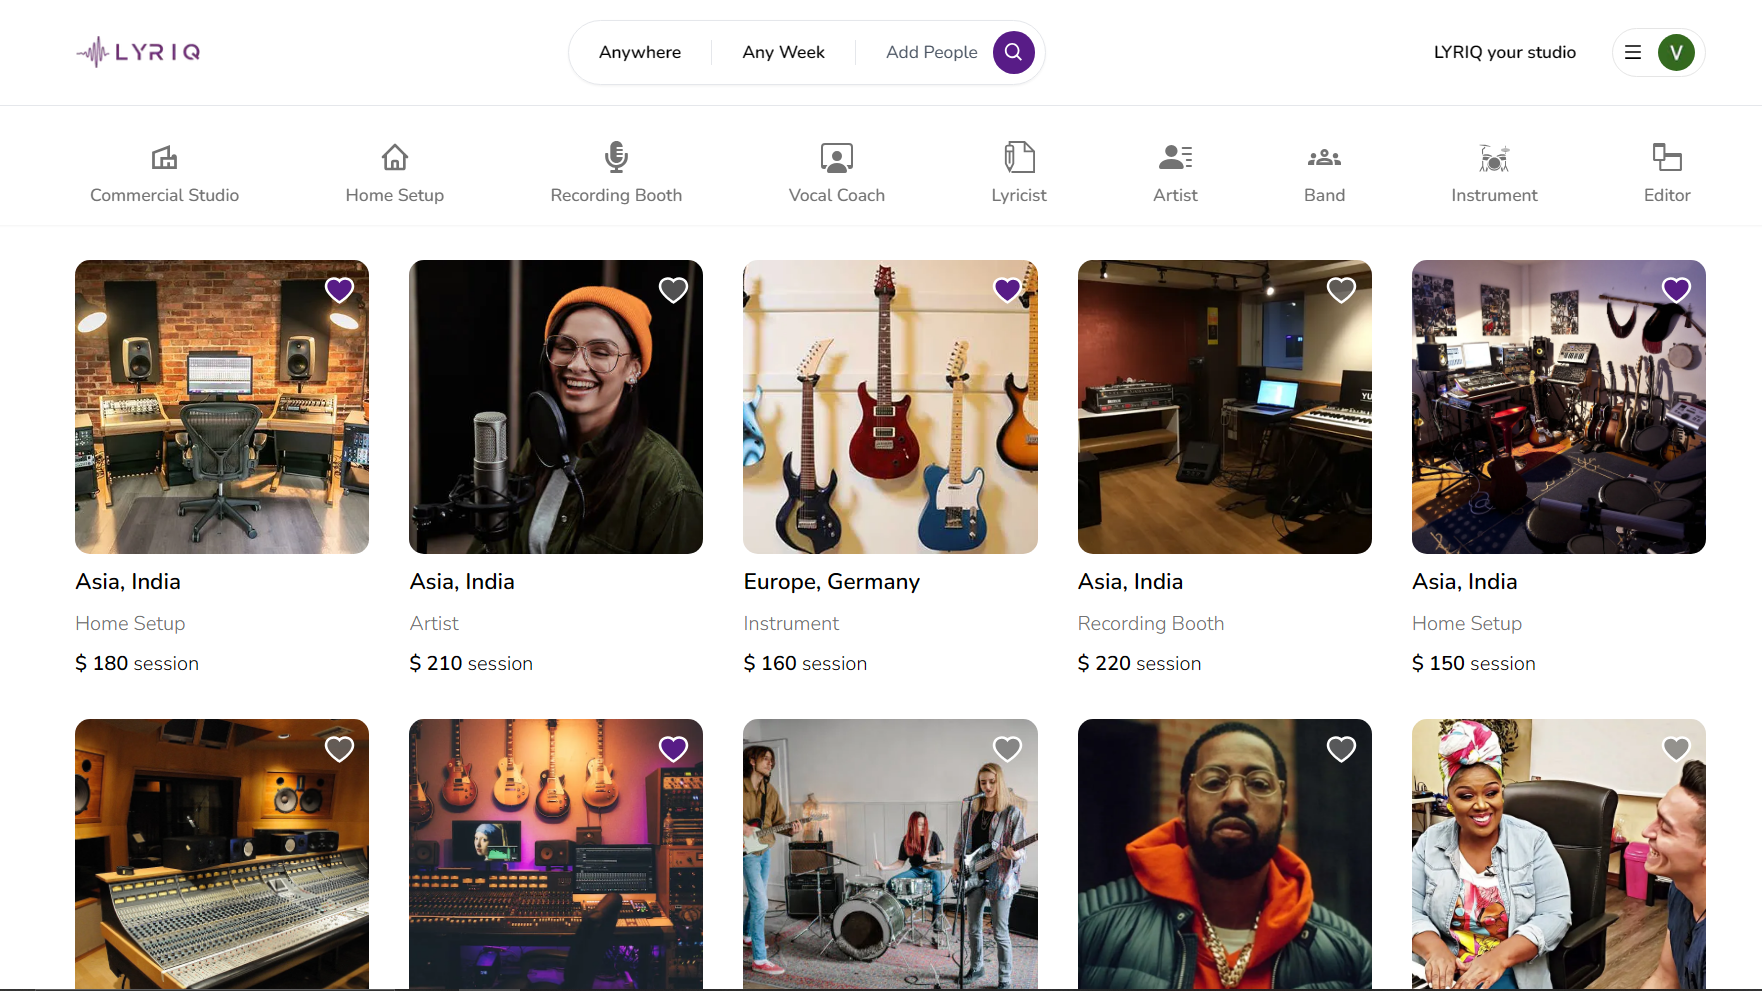 LYRIQ
Anywhere
Any Week
Add People
LYRIQ your studio
V
Commercial Studio
Home Setup
Recording Booth
Vocal Coach
Lyricist
Artist
Band
Instrument
Editor
Asia, India
Home Setup
$ 180 session
Asia, India
Artist
$ 210 session
Europe, Germany
Instrument
$ 160 session
Asia, India
Recording Booth
$ 220 session
Asia, India
Home Setup
$ 150 session